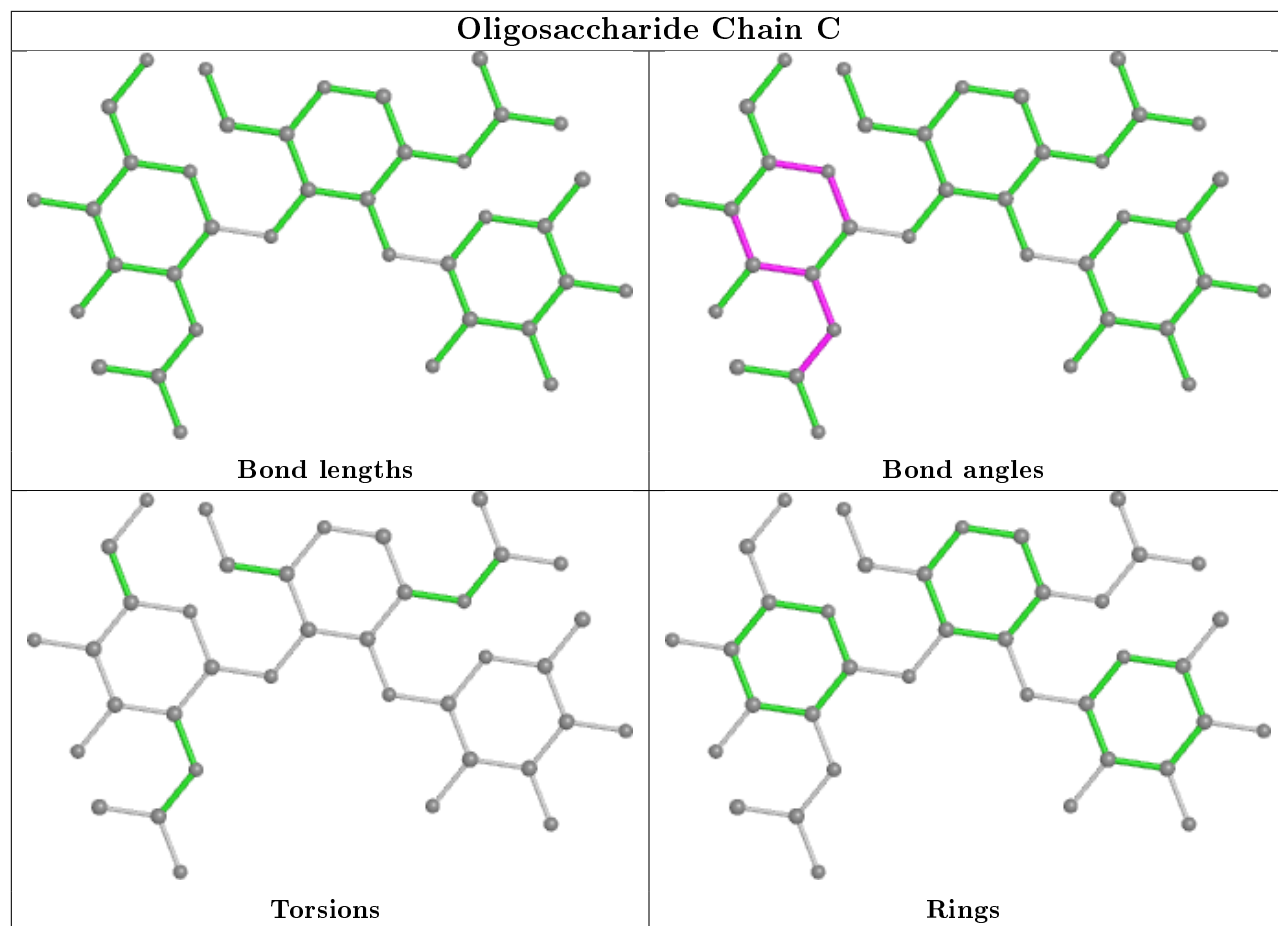 Oligosaccharide Chain C
Bond lengths
Bond angles
Torsions
Rings